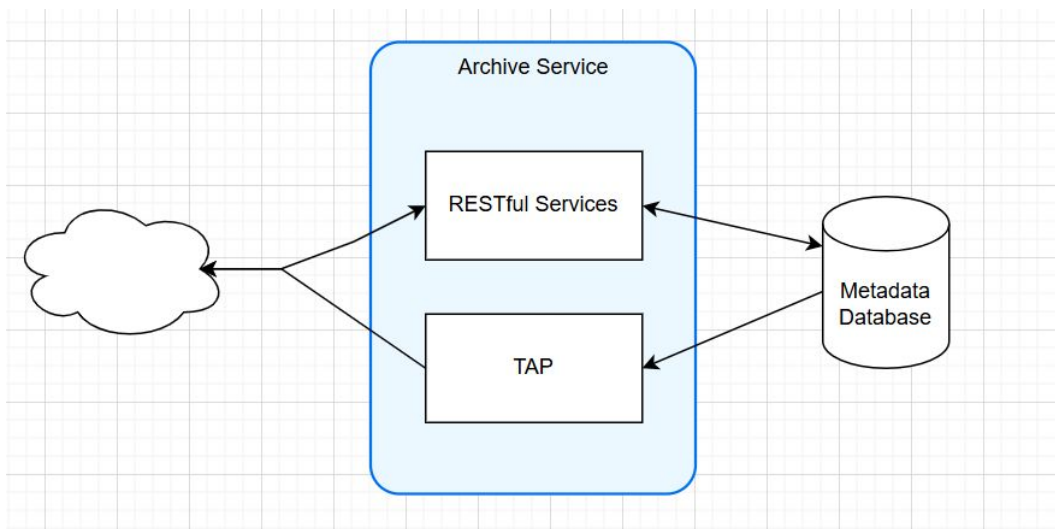 Archive Service
RESTful Services
Metadata
Database
TAP